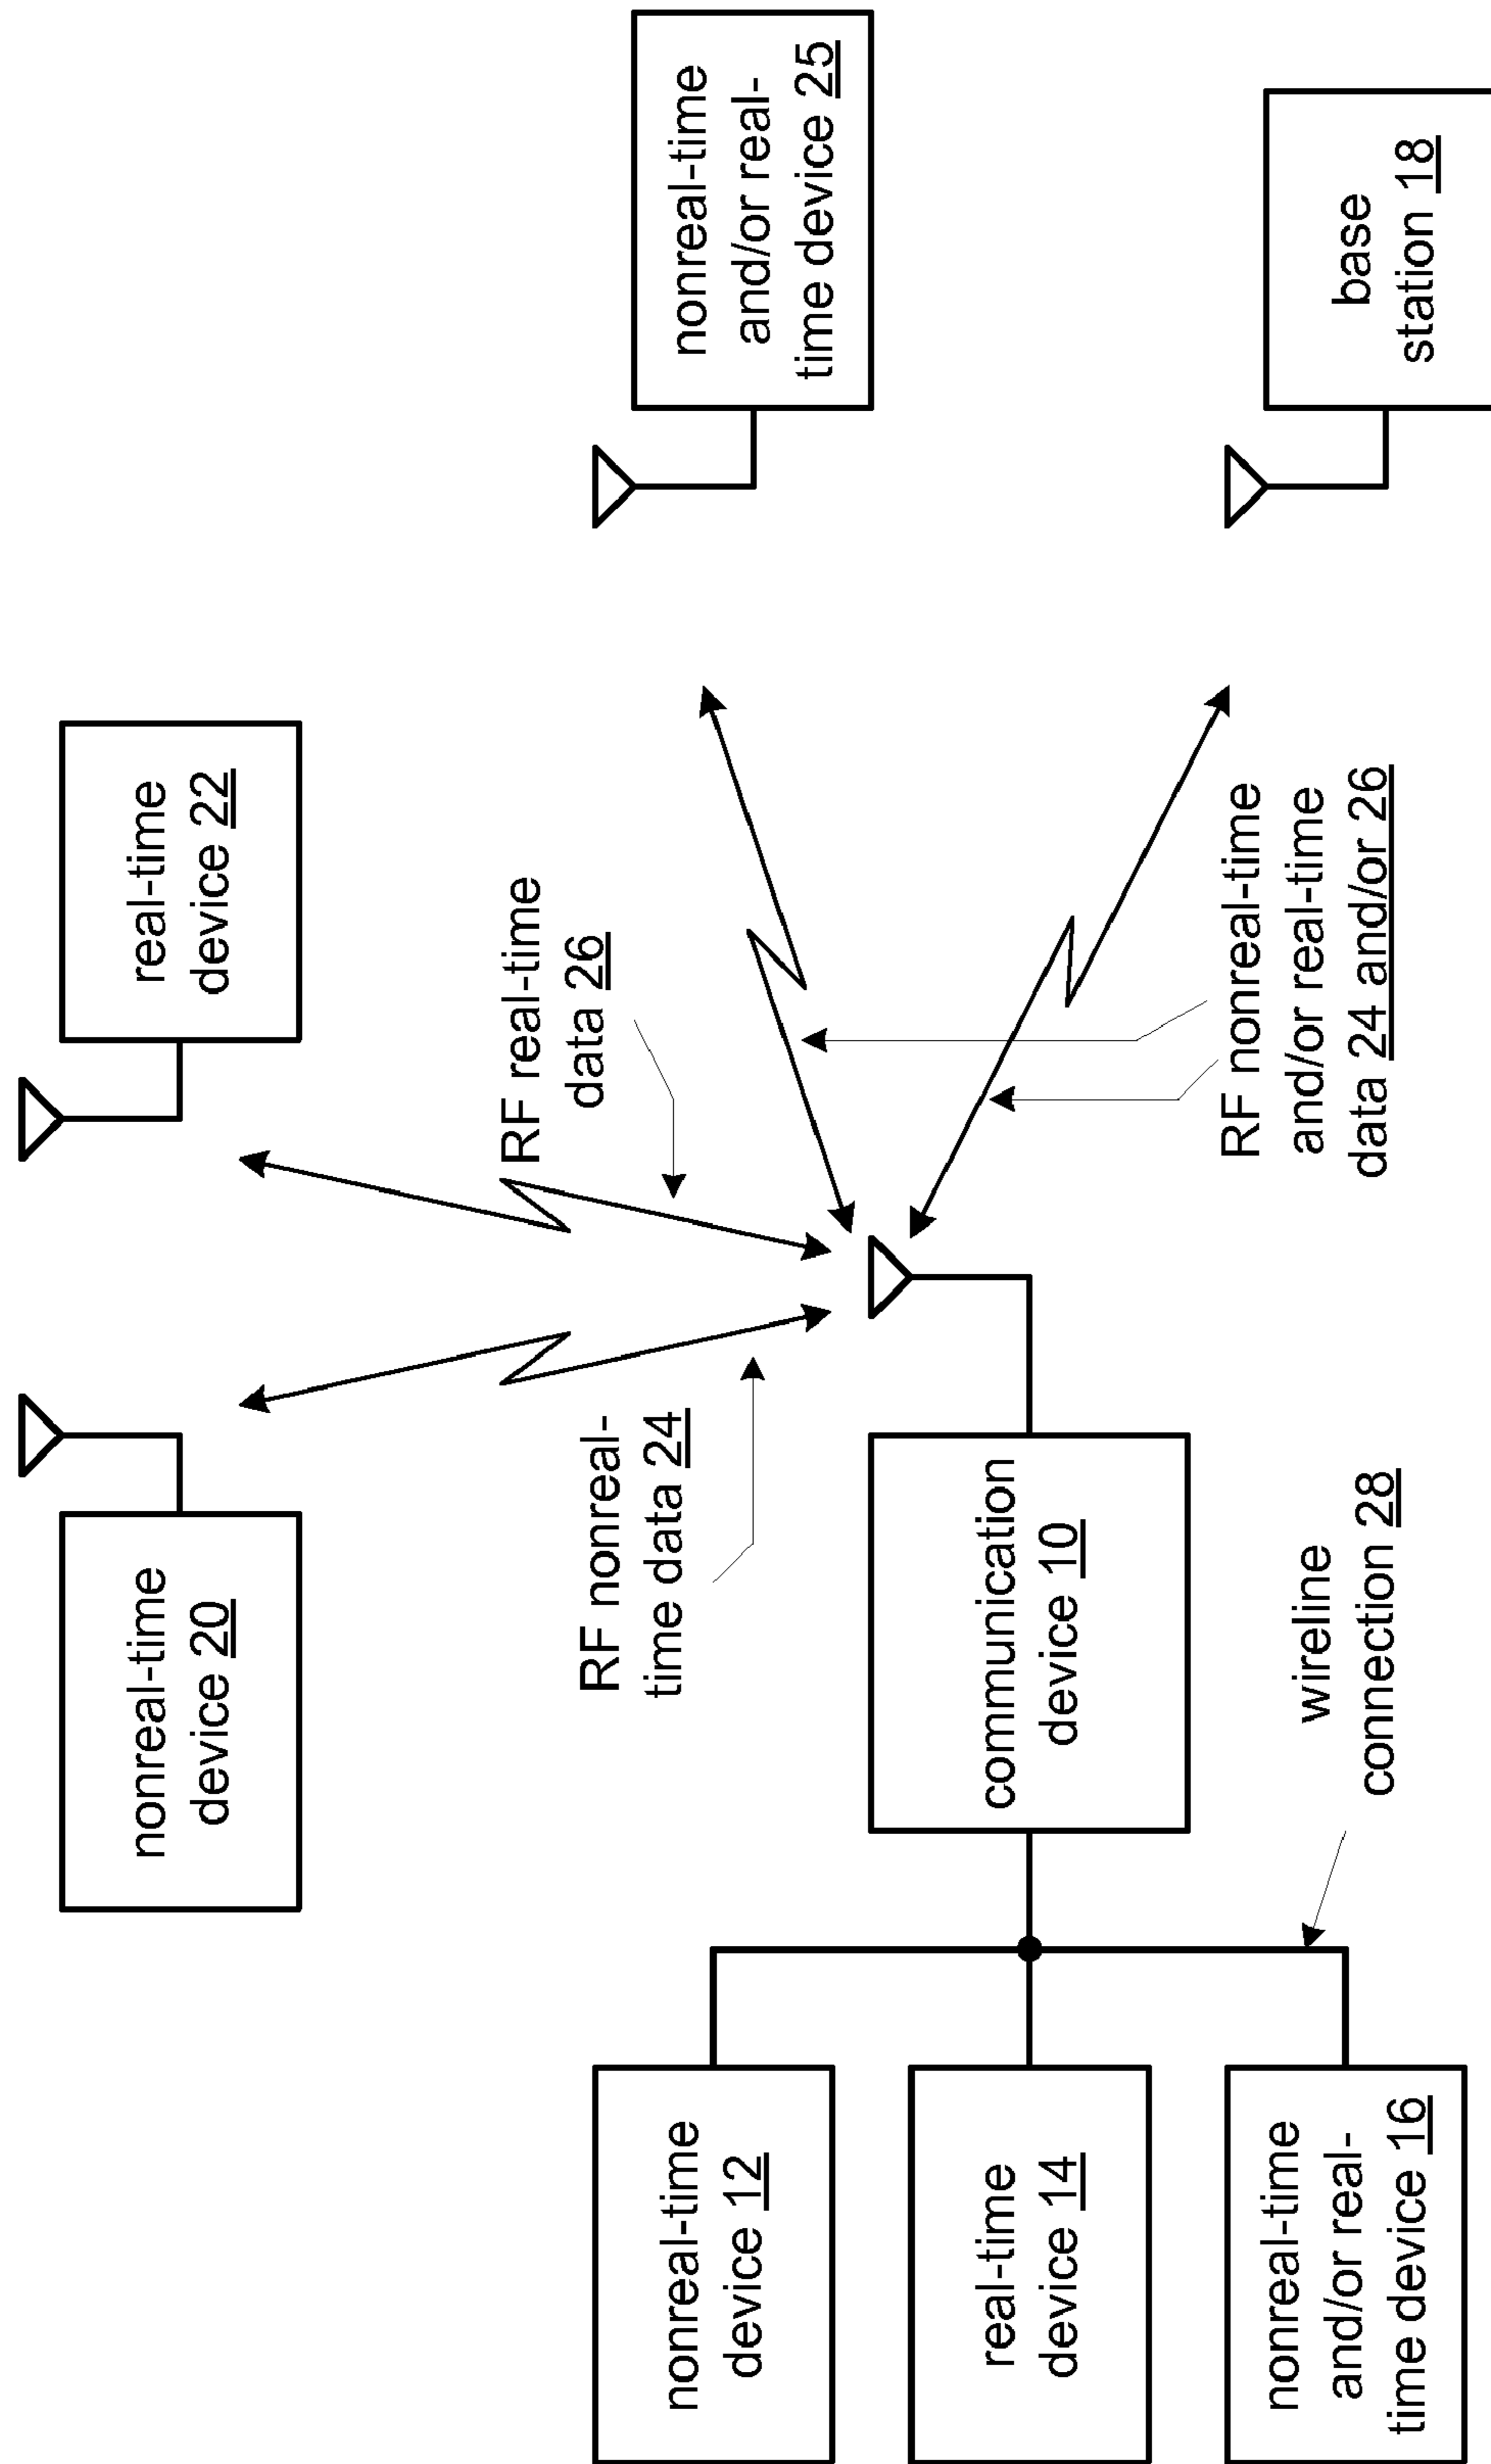 nonreal-time
device 20
real-time
device 22
RF nonreal-
time data 24
RF real-time
data 26
nonreal-time
and/or real-
time device 25
nonreal-time
device 12
real-time
device 14
nonreal-time
and/or real-
time device 16
communication
device 10
wireline
connection 28
RF nonreal-time
and/or real-time
data 24 and/or 26
base
station 18